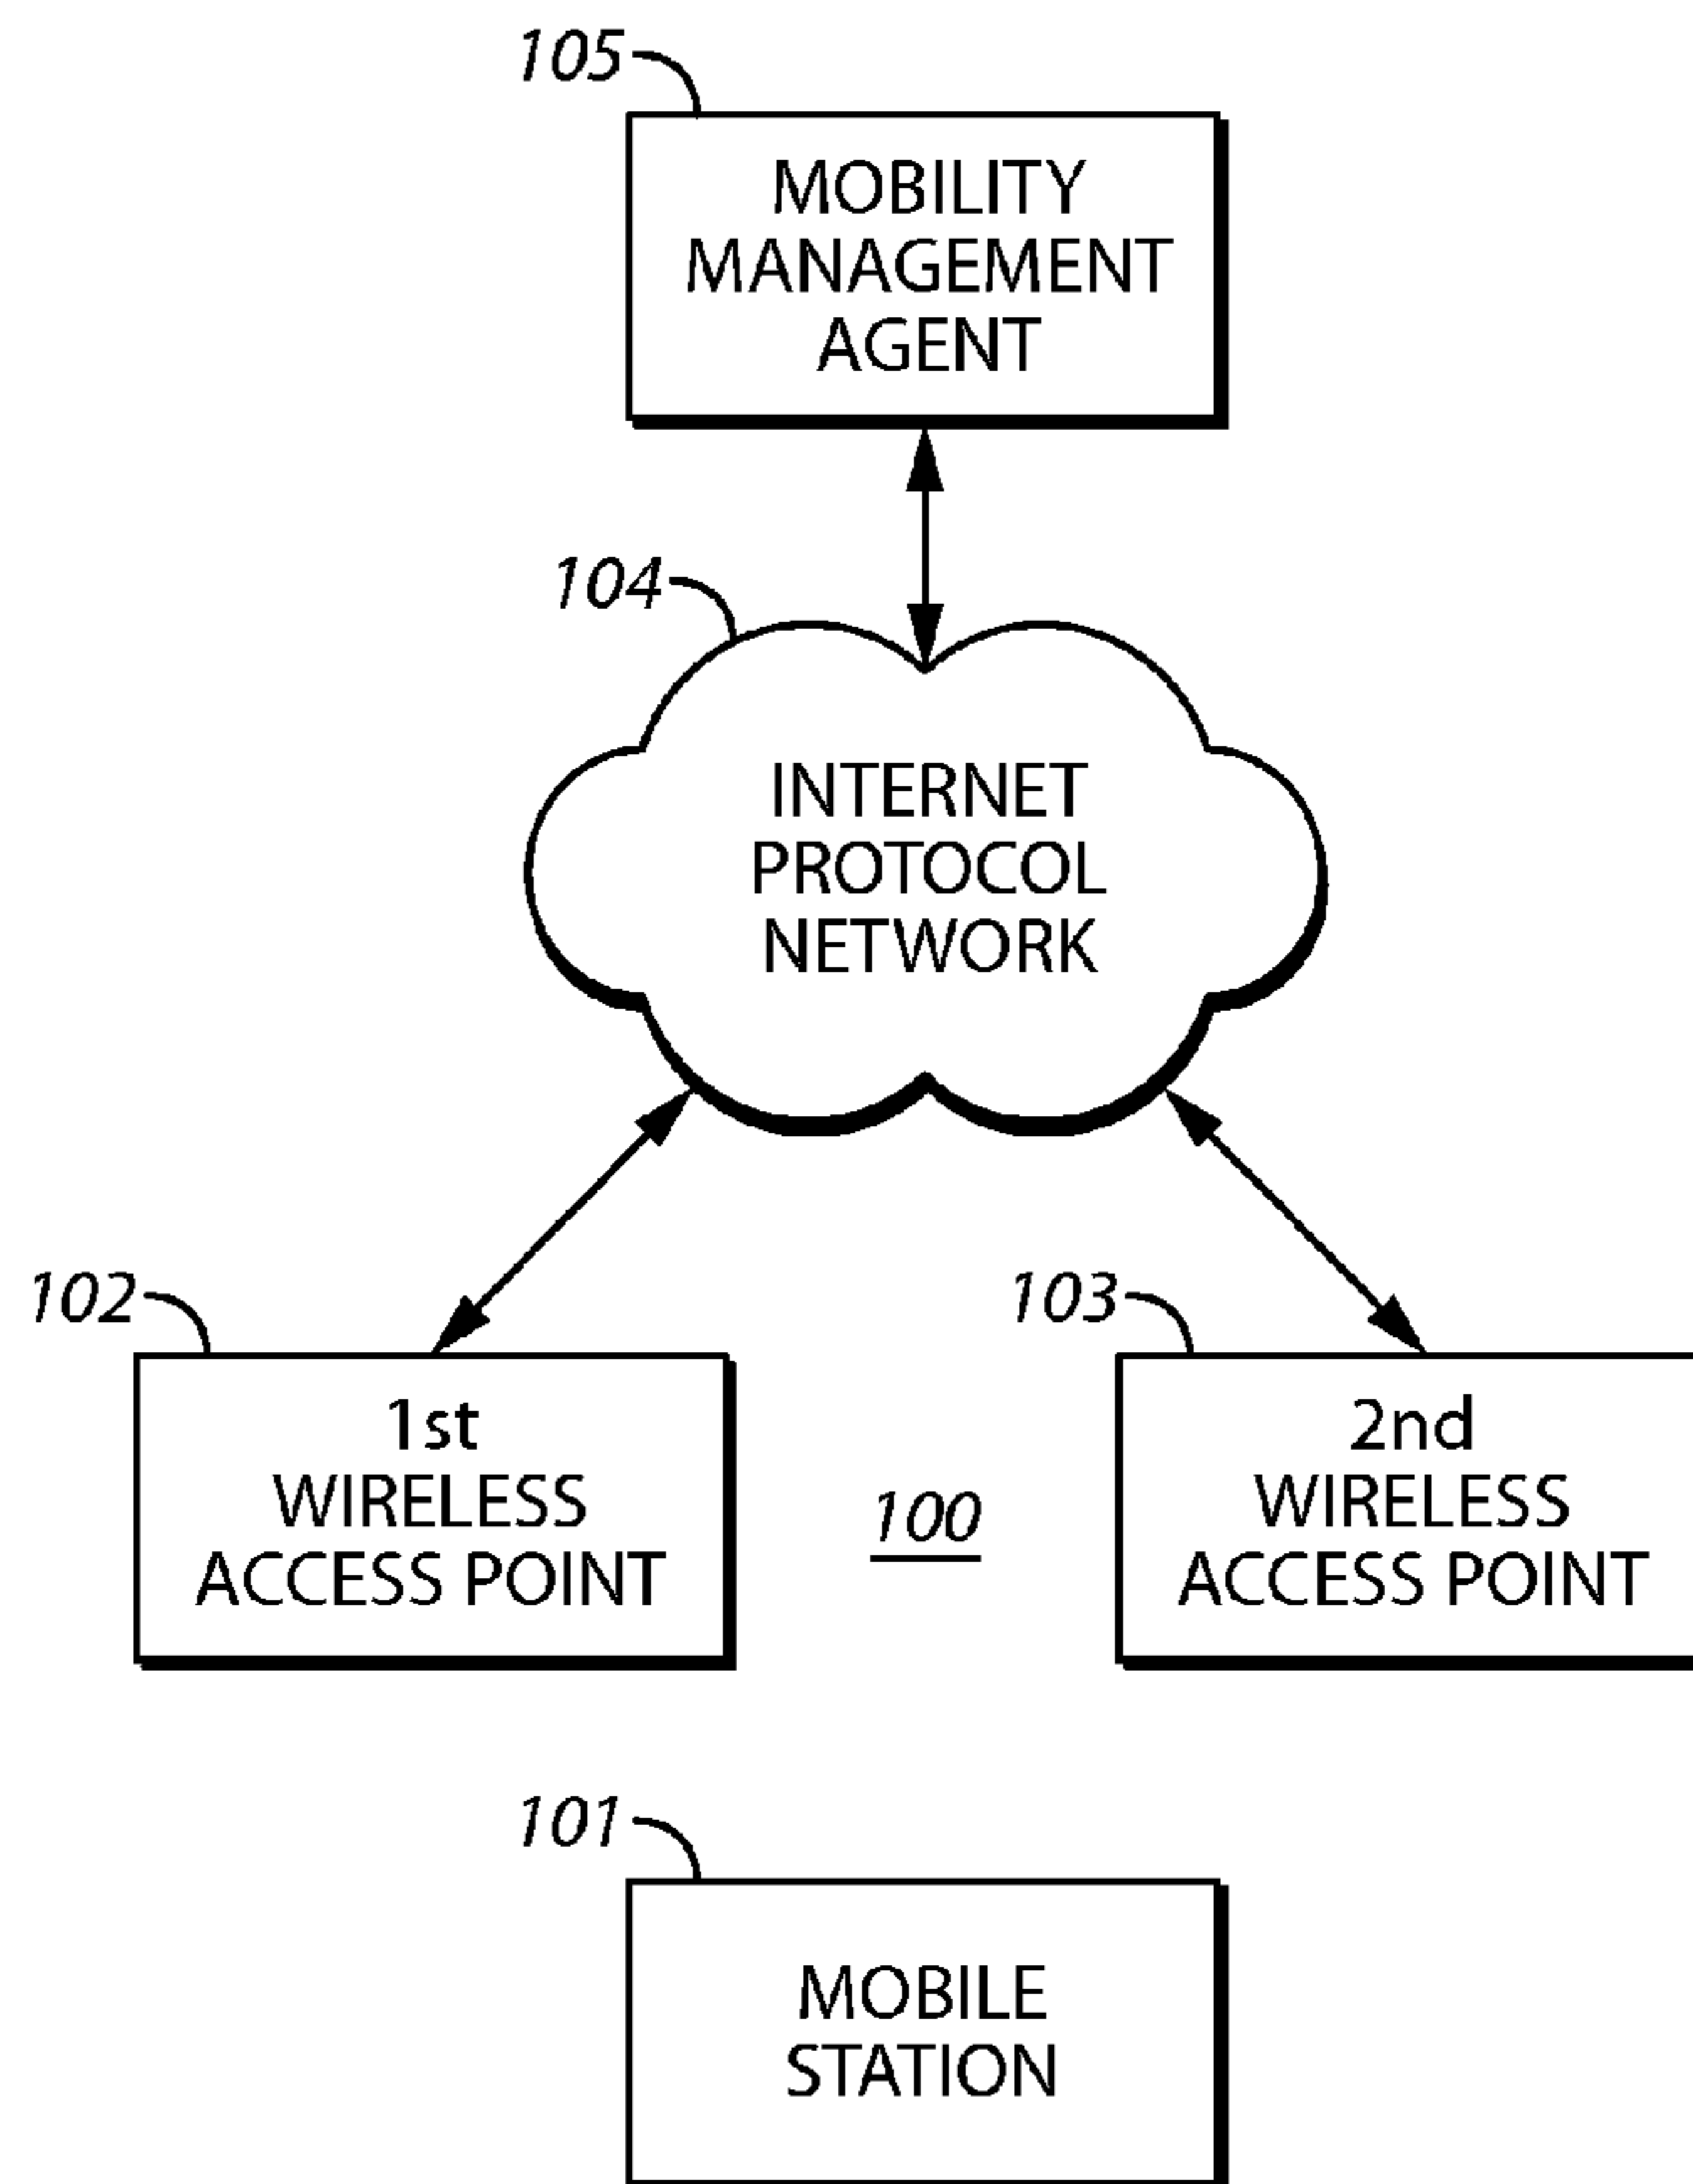 105
MOBILITY
MANAGEMENT
AGENT
104
INTERNET
PROTOCOL
NETWORK
102
1st
WIRELESS
ACCESS POINT
100
103
2nd
WIRELESS
ACCESS POINT
101
MOBILE
STATION